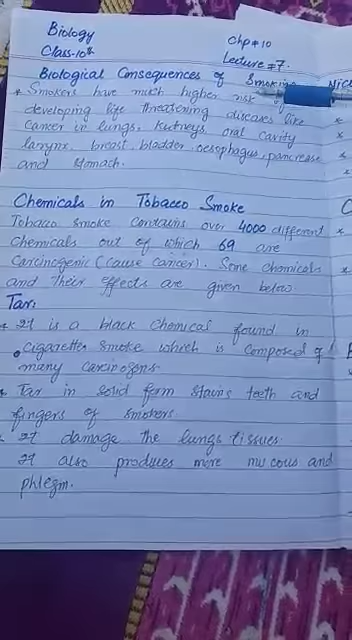 Biology
Chp#10
Class-10th
Lecture #7.
Biological Consequences of Smoking
* Smokers have much higher risk
developing life threatening diseases like
Cancer in lungs, Kidneys, oral cavity
larynx, breast, bladder, oesophagus, pancrease
and stomach.
Chemicals in Tobacco Smoke
Tobacco smoke contains over 4000 different
Chemicals out of which 69 are
Carcinogenic (cause cancer). Some chemicals
and their effects are given below
Tar:
* It is a black chemical found in
cigarettes smoke which is composed of
many carcinogens.
* Tar in solid form stains teeth and
fingers of smokers.
* It damage the lungs tissues.
It also produces more mucous and
phlegm.